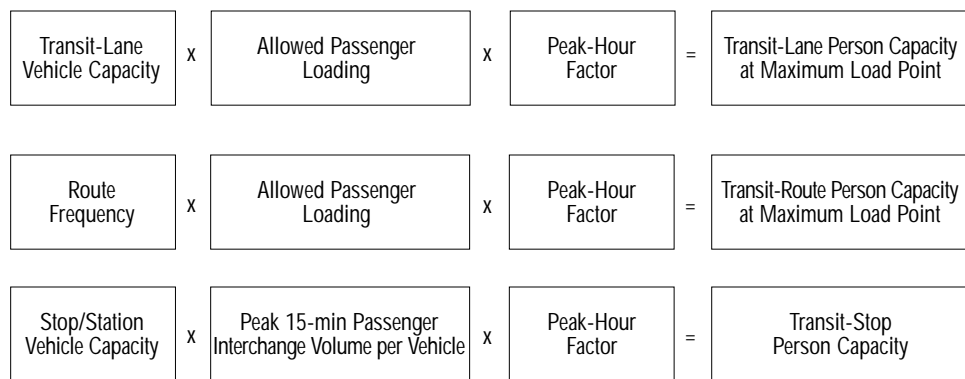 Transit-Lane
Vehicle Capacity
x
Allowed Passenger
Loading
x
Peak-Hour
Factor
=
Transit-Lane Person Capacity
at Maximum Load Point
Route
Frequency
x
Allowed Passenger
Loading
x
Peak-Hour
Factor
=
Transit-Route Person Capacity
at Maximum Load Point
Stop/Station
Vehicle Capacity
x
Peak 15-min Passenger
Interchange Volume per Vehicle
x
Peak-Hour
Factor
=
Transit-Stop
Person Capacity